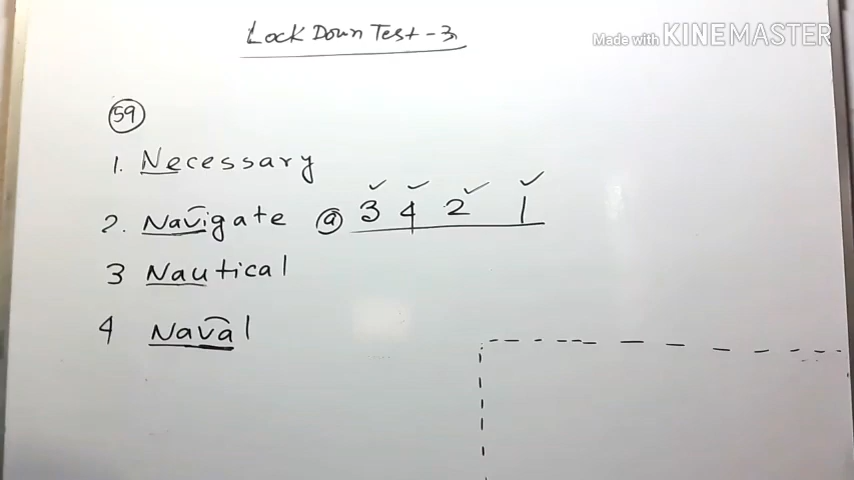 Lock Down Test - 3
Made with KINEMASTER
59
1. Necessary
2. Navigate a 3 4 2 1
3 Nautical
4 Naval